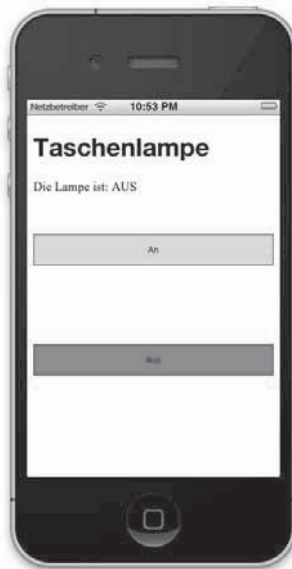 Netzbetreiber 10:53 PM
Taschenlampe
Die Lampe ist: AUS
An
Aus